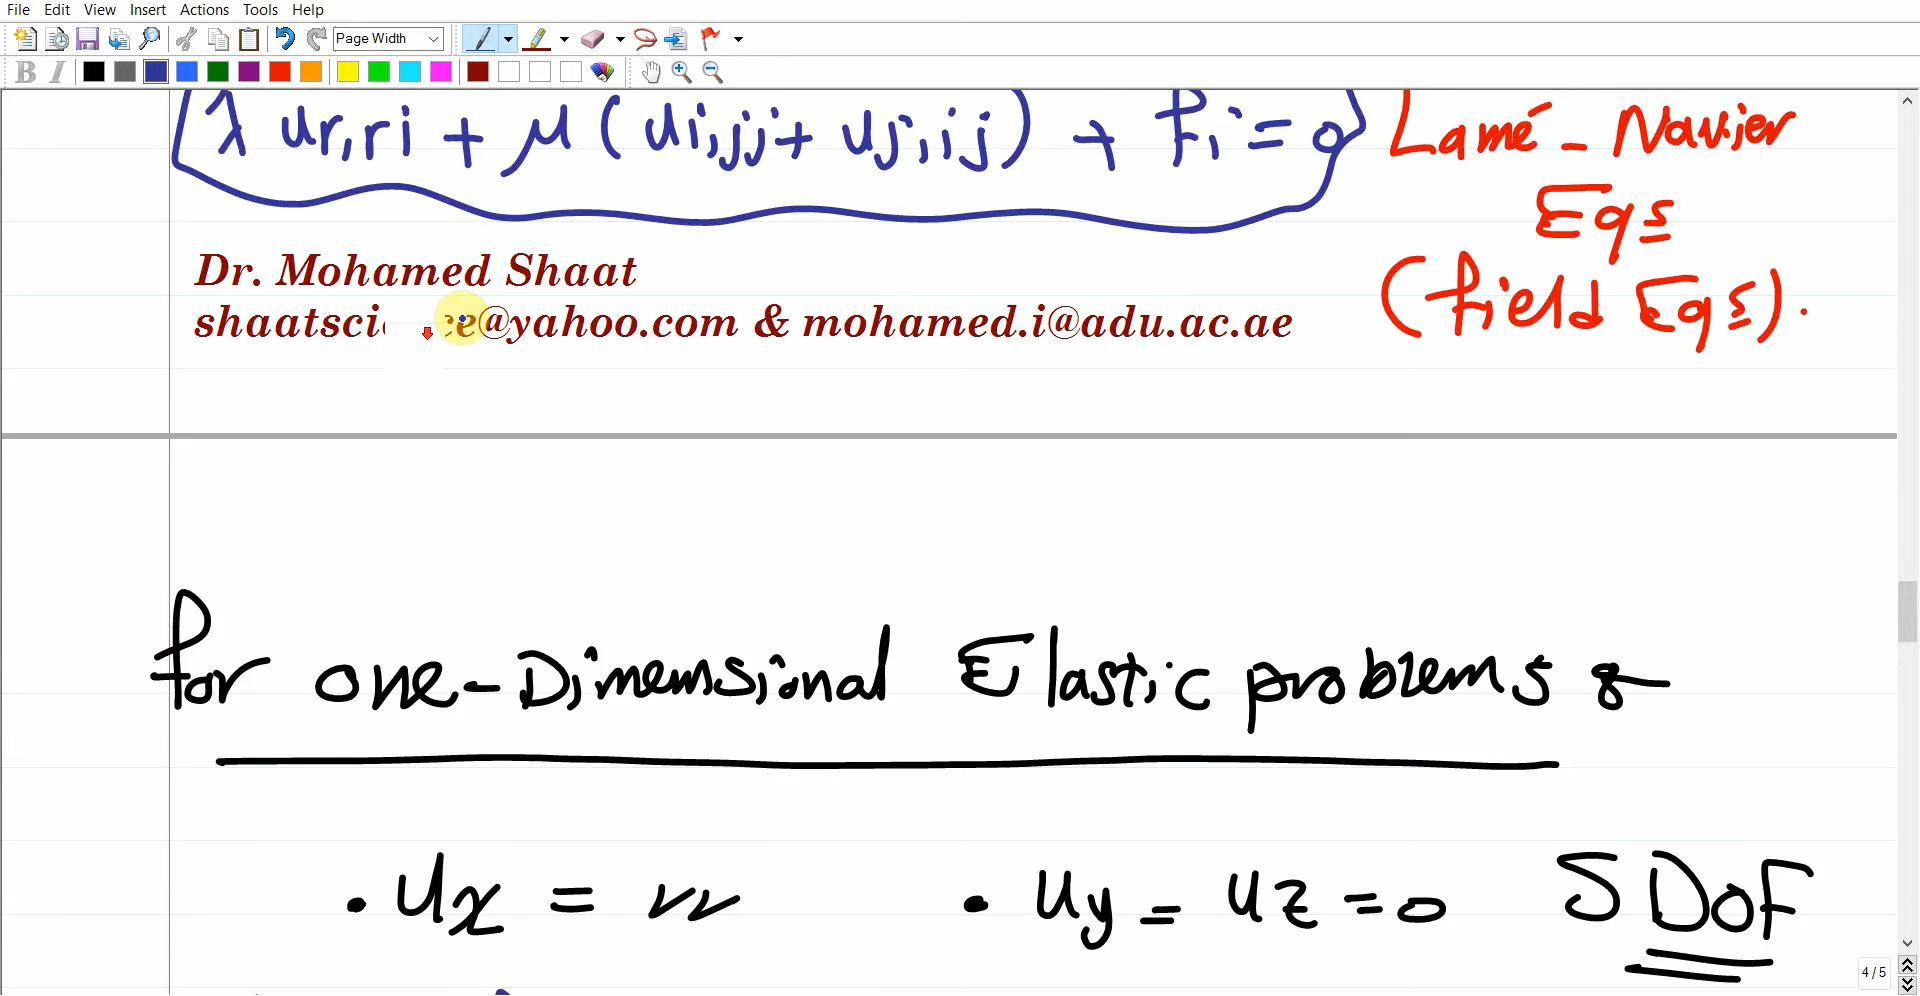 File Edit View Insert Actions Tools Help
Page Width
B I
λ ur,ri + μ ( ui,jj + uj,ij ) + fi = 0
Lamé - Navier
Eqs
(field Eqs).
Dr. Mohamed Shaat
shaatsci ce@yahoo.com & mohamed.i@adu.ac.ae
for one-Dimensional Elastic problems
. Ux =
. Uy = Uz = 0 SDOF
4/5